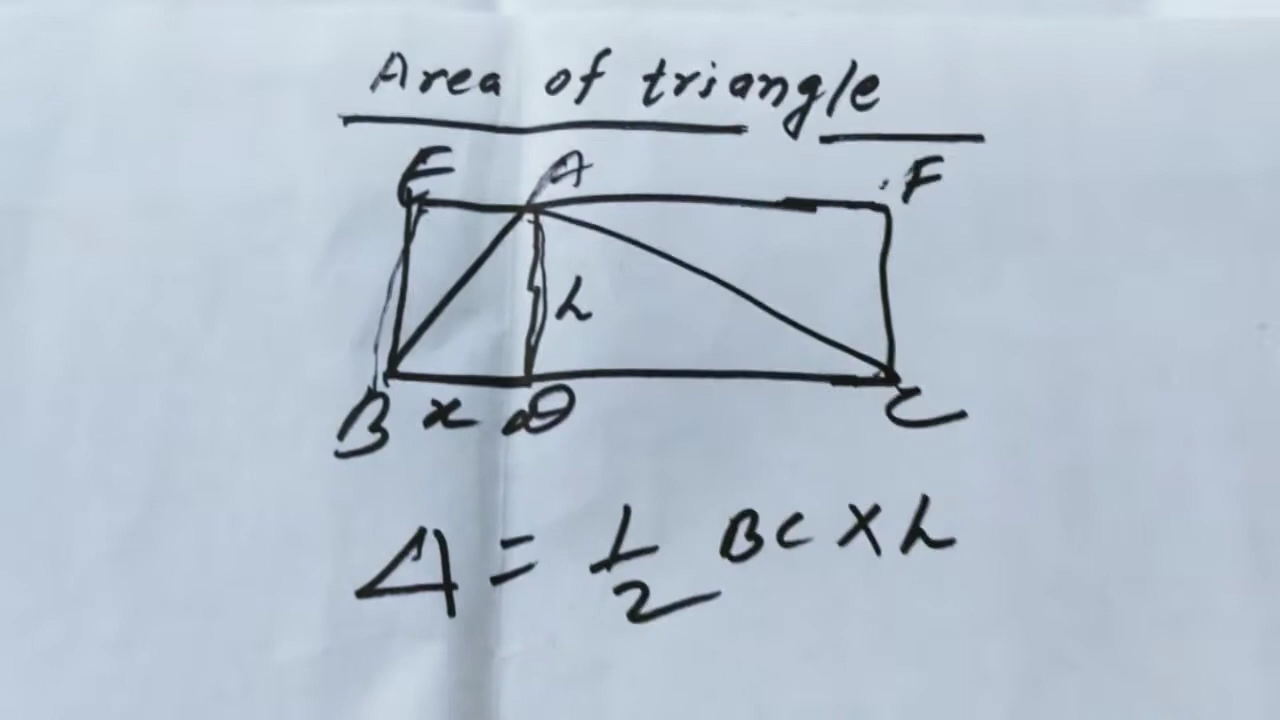 Area of triangle
E A F
h
B x D C
Δ = 1/2 BC × h